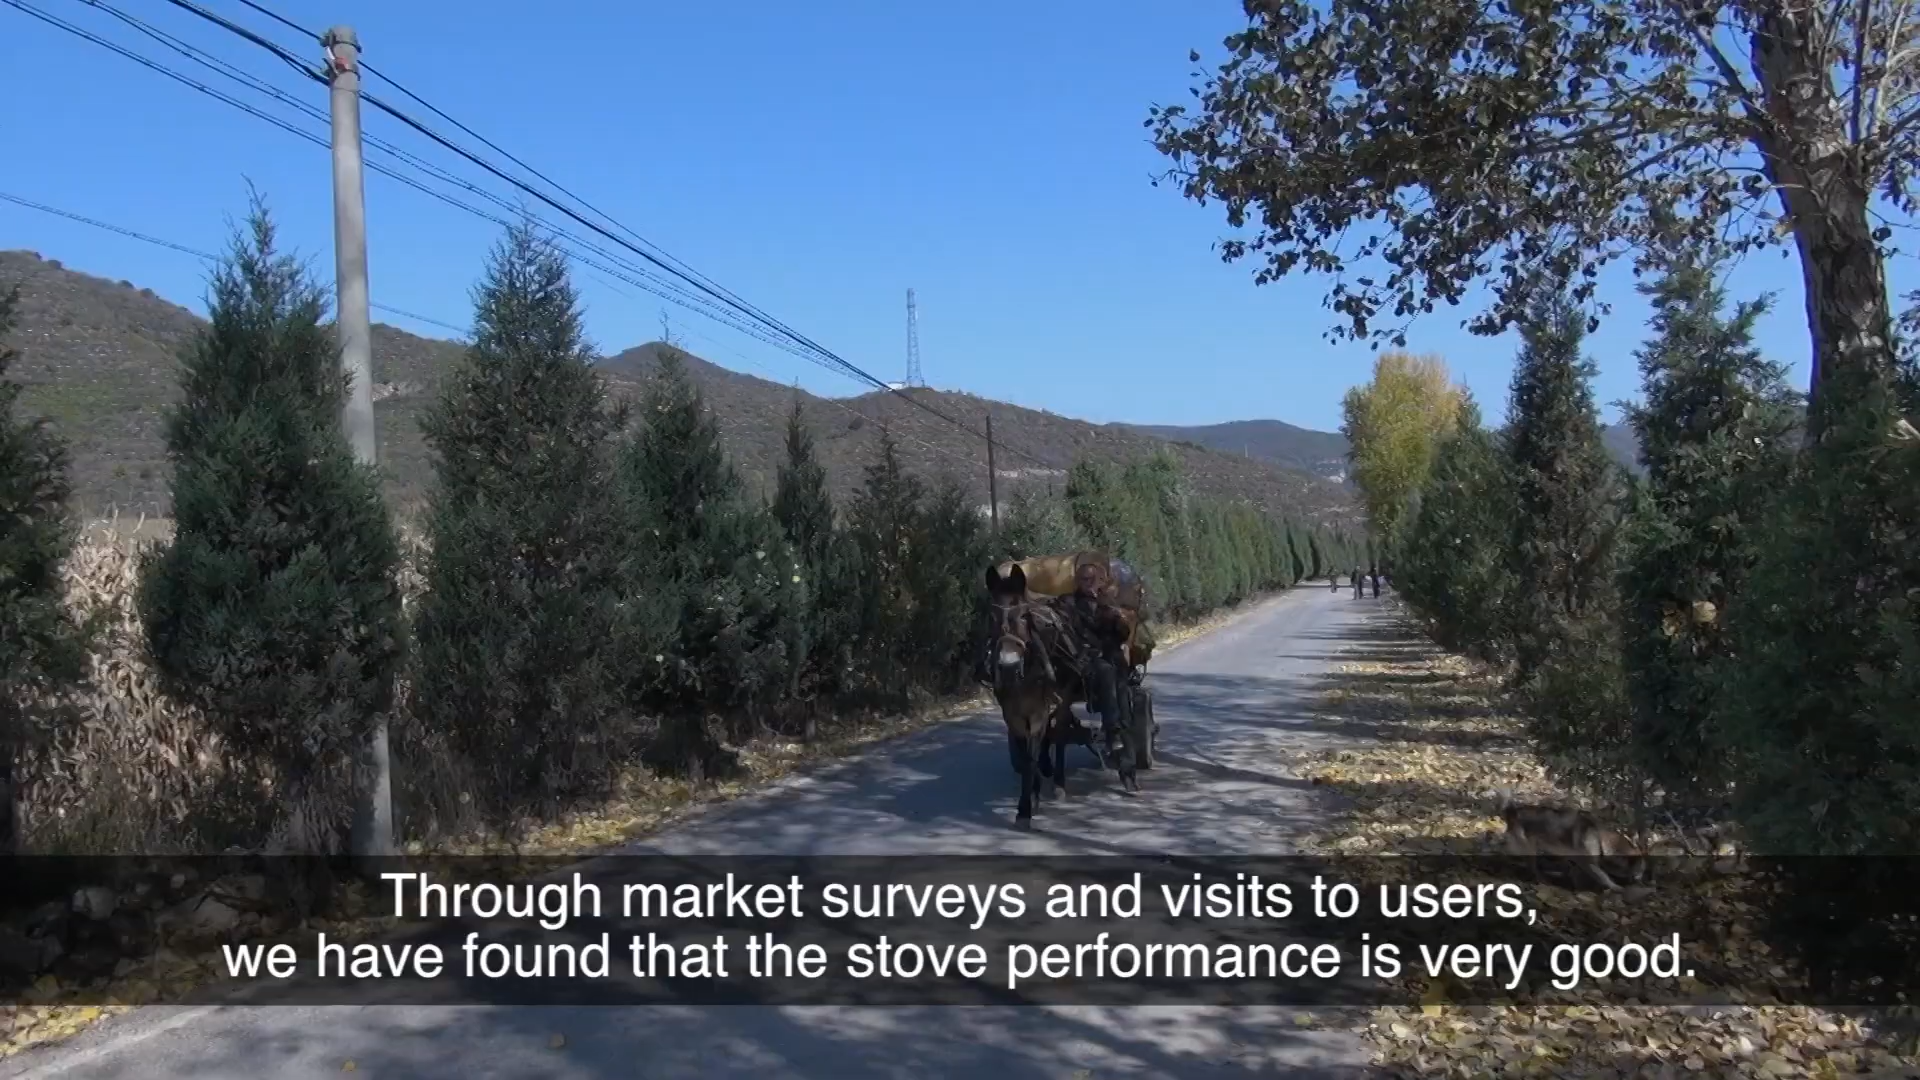 Through market surveys and visits to users,
we have found that the stove performance is very good.